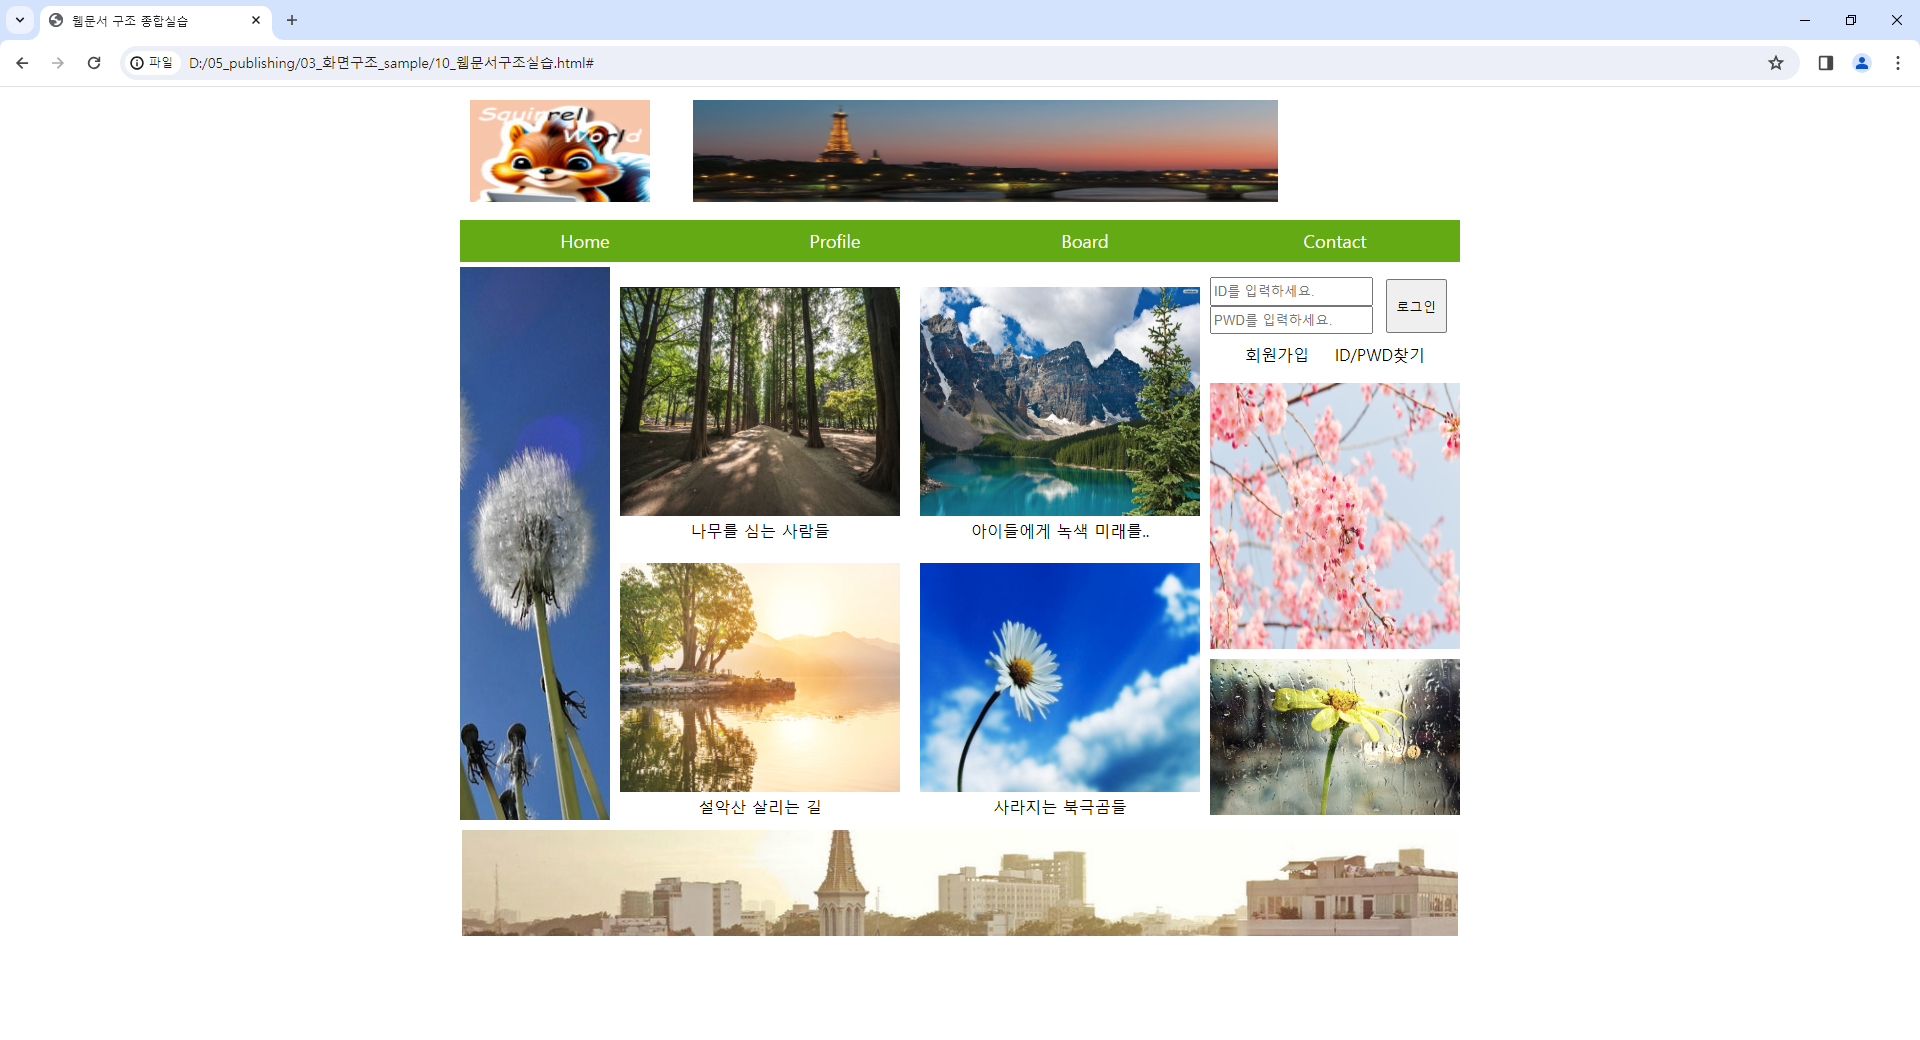 웹문서 구조 종합실습
파일 D:/05_publishing/03_화면구조_sample/10_웹문서구조실습.html#
Squirrel
World
Home Profile Board Contact
ID를 입력하세요.
PWD를 입력하세요.
로그인
회원가입 ID/PWD찾기
나무를 심는 사람들 아이들에게 녹색 미래를..
설악산 살리는 길 사라지는 북극곰들